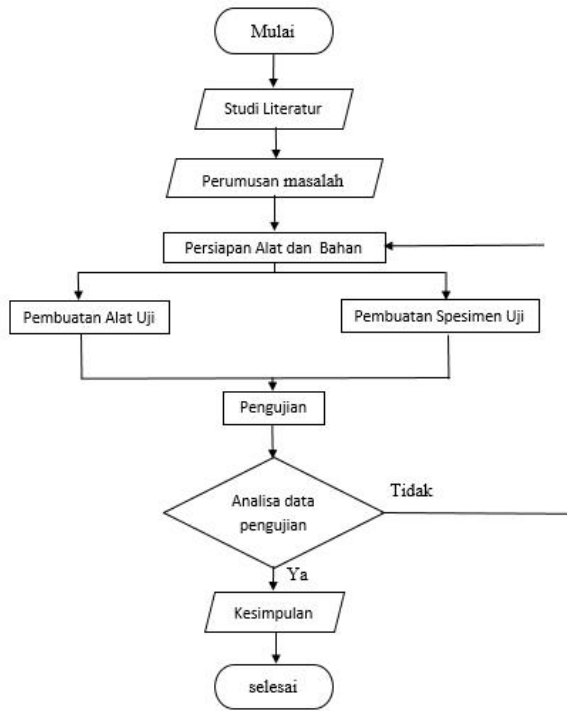 Mulai
Studi Literatur
Perumusan masalah
Persiapan Alat dan Bahan
Pembuatan Alat Uji
Pembuatan Spesimen Uji
Pengujian
Analisa data
pengujian
Tidak
Ya
Kesimpulan
selesai